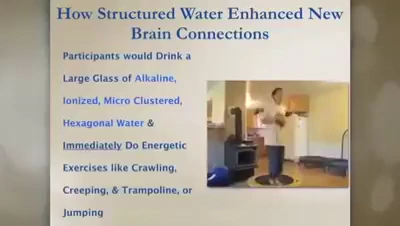 How Structured Water Enhanced New
Brain Connections
Participants would Drink a
Large Glass of Alkaline,
Ionized, Micro Clustered,
Hexagonal Water &
Immediately Do Energetic
Exercises like Crawling,
Creeping, & Trampoline, or
Jumping